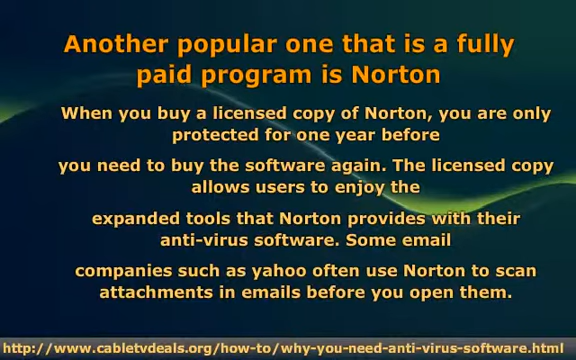 Another popular one that is a fully
paid program is Norton
When you buy a licensed copy of Norton, you are only
protected for one year before
you need to buy the software again. The licensed copy
allows users to enjoy the
expanded tools that Norton provides with their
anti-virus software. Some email
companies such as yahoo often use Norton to scan
attachments in emails before you open them.
http://www.cabletvdeals.org/how-to/why-you-need-anti-virus-software.html